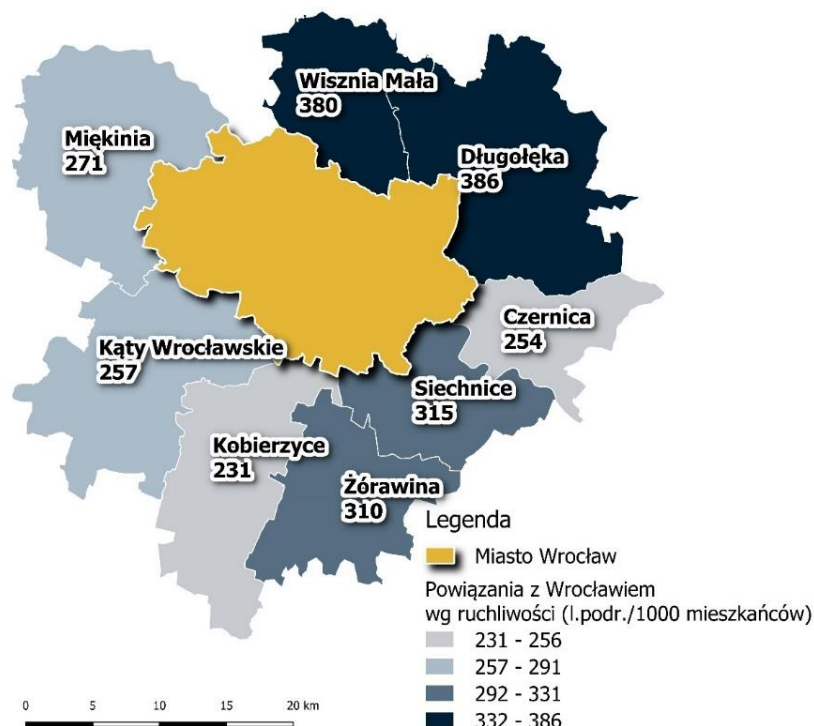 Wisznia Mała
380
Miękinia
271
Długołęka
386
Czernica
254
Kąty Wrocławskie
257
Siechnice
315
Kobierzyce
231
Żórawina
310
Legenda
Miasto Wrocław
Powiązania z Wrocławiem
wg ruchliwości (l.podr./1000 mieszkańców)
231 - 256
257 - 291
292 - 331
332 - 386
0 5 10 15 20 km